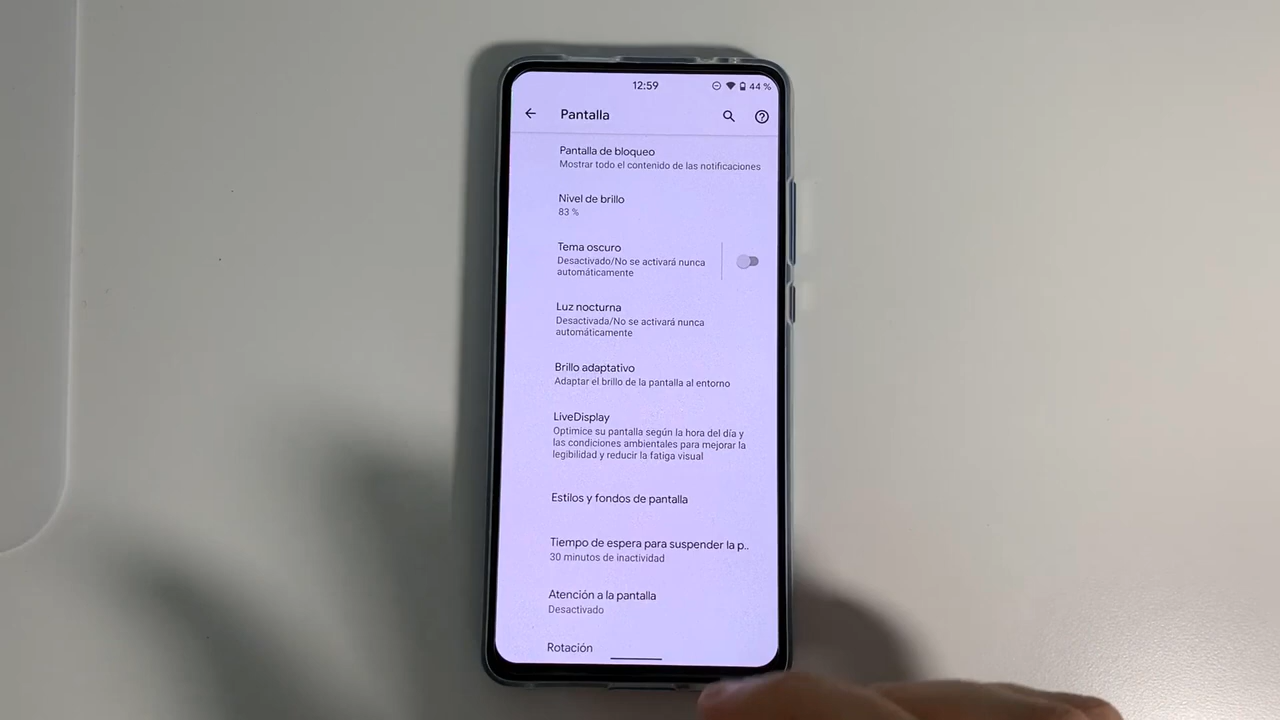 12:59
44 %
Pantalla
Pantalla de bloqueo
Mostrar todo el contenido de las notificaciones
Nivel de brillo
83 %
Tema oscuro
Desactivado/No se activará nunca
automáticamente
Luz nocturna
Desactivada/No se activará nunca
automáticamente
Brillo adaptativo
Adaptar el brillo de la pantalla al entorno
LiveDisplay
Optimice su pantalla según la hora del día y
las condiciones ambientales para mejorar la
legibilidad y reducir la fatiga visual
Estilos y fondos de pantalla
Tiempo de espera para suspender la p..
30 minutos de inactividad
Atención a la pantalla
Desactivado
Rotación